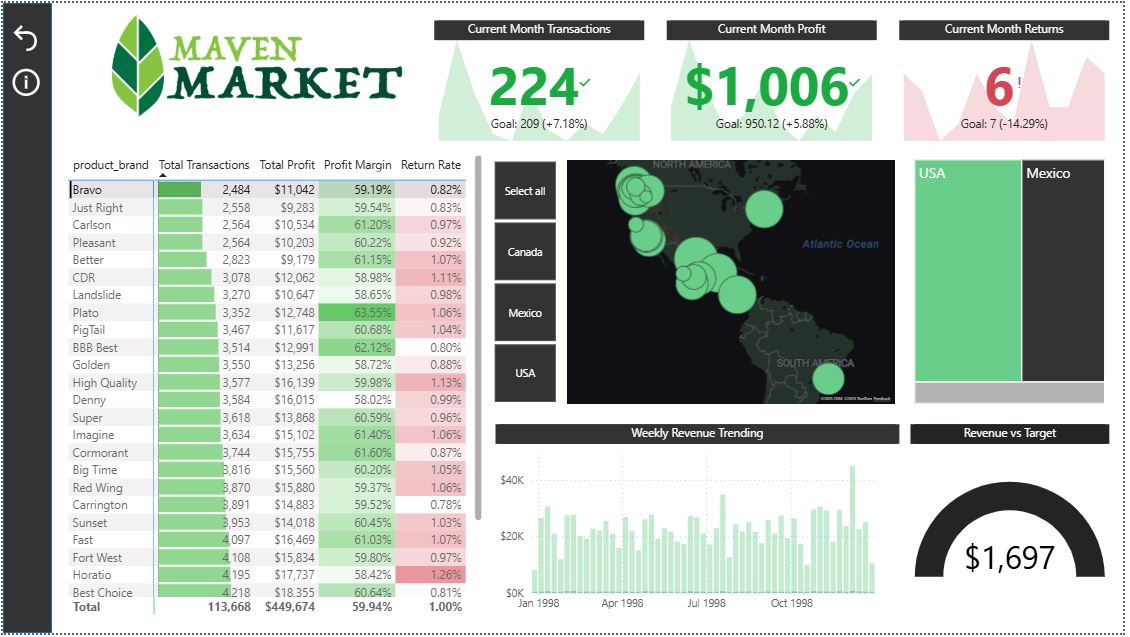 MAVEN
MARKET
Current Month Transactions
224
Goal: 209 (+7.18%)
Current Month Profit
$1,006
Goal: 950.12 (+5.88%)
Current Month Returns
6!
Goal: 7 (-14.29%)
product_brand Total Transactions Total Profit Profit Margin Return Rate
Bravo 2,484 $11,042 59.19% 0.82%
Just Right 2,558 $9,283 59.54% 0.83%
Carlson 2,564 $10,534 61.20% 0.97%
Pleasant 2,564 $10,203 60.22% 0.92%
Better 2,823 $9,179 61.15% 1.07%
CDR 3,078 $12,062 58.98% 1.11%
Landslide 3,270 $10,647 58.65% 0.98%
Plato 3,352 $12,748 63.55% 1.06%
PigTail 3,467 $11,617 60.68% 1.04%
BBB Best 3,514 $12,991 62.12% 0.80%
Golden 3,550 $13,256 58.72% 0.88%
High Quality 3,577 $16,139 59.98% 1.13%
Denny 3,584 $16,015 58.02% 0.99%
Super 3,618 $13,868 60.59% 0.96%
Imagine 3,634 $15,102 61.40% 1.06%
Cormorant 3,744 $15,755 61.60% 0.87%
Big Time 3,816 $15,560 60.20% 1.05%
Red Wing 3,870 $15,880 59.37% 1.06%
Carrington 3,891 $14,883 59.52% 0.78%
Sunset 3,953 $14,018 60.45% 1.03%
Fast 4,097 $16,469 61.03% 1.07%
Fort West 4,108 $15,834 59.80% 0.97%
Horatio 4,195 $17,737 58.42% 1.26%
Best Choice 4,218 $18,355 60.64% 0.81%
Total 113,668 $449,674 59.94% 1.00%
Select all
Canada
Mexico
USA
NORTH AMERICA
Atlantic Ocean
SOUTH AMERICA
USA
Mexico
Weekly Revenue Trending
$40K
$20K
$0K
Jan 1998 Apr 1998 Jul 1998 Oct 1998
Revenue vs Target
$1,697